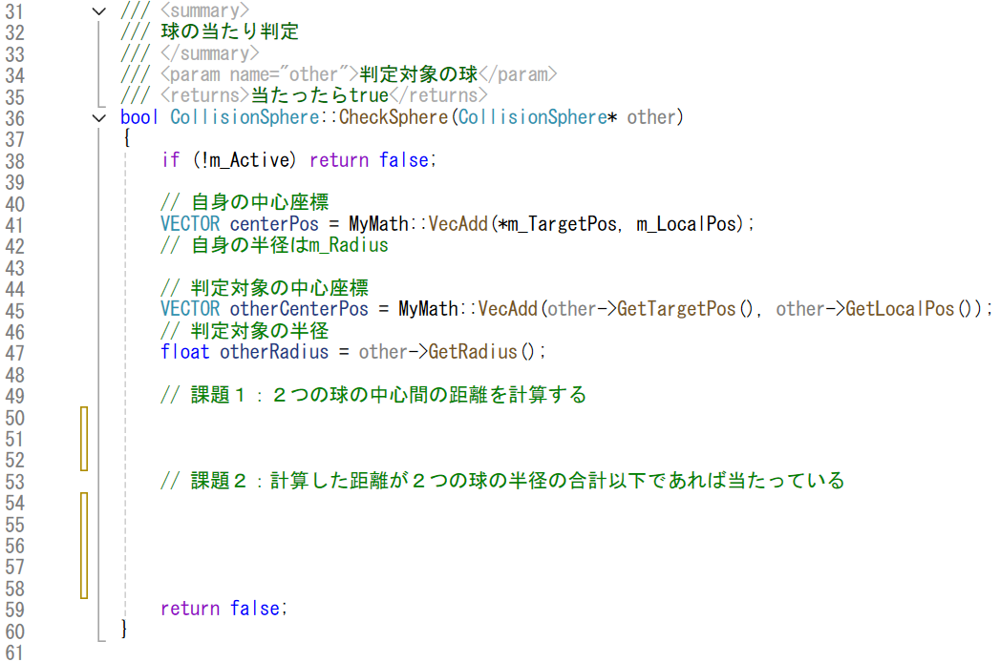 31 /// <summary>
32 /// 球の当たり判定
33 /// </summary>
34 /// <param name="other">判定対象の球</param>
35 /// <returns>当たったらtrue</returns>
36 bool CollisionSphere::CheckSphere(CollisionSphere* other)
37 {
38 if (!m_Active) return false;
39
40 // 自身の中心座標
41 VECTOR centerPos = MyMath::VecAdd(*m_TargetPos, m_LocalPos);
42 // 自身の半径はm_Radius
43
44 // 判定対象の中心座標
45 VECTOR otherCenterPos = MyMath::VecAdd(other->GetTargetPos(), other->GetLocalPos());
46 // 判定対象の半径
47 float otherRadius = other->GetRadius();
48
49 // 課題１：２つの球の中心間の距離を計算する
50
51
52
53 // 課題２：計算した距離が２つの球の半径の合計以下であれば当たっている
54
55
56
57
58
59 return false;
60 }
61